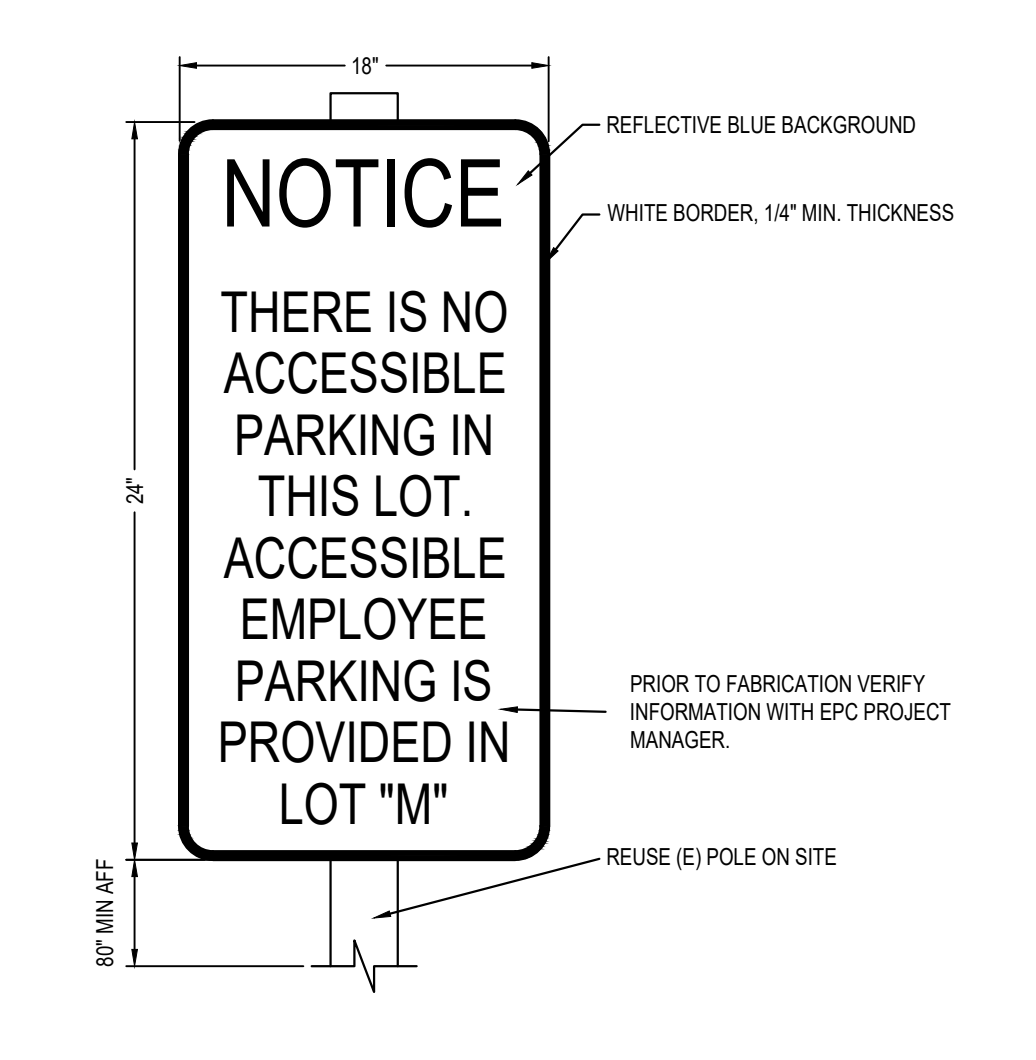 18"
REFLECTIVE BLUE BACKGROUND
NOTICE
WHITE BORDER, 1/4" MIN. THICKNESS
THERE IS NO
ACCESSIBLE
PARKING IN
THIS LOT.
24"
ACCESSIBLE
EMPLOYEE
PARKING IS
PROVIDED IN
LOT "M"
PRIOR TO FABRICATION VERIFY
INFORMATION WITH EPC PROJECT
MANAGER.
REUSE (E) POLE ON SITE
80" MIN AFF